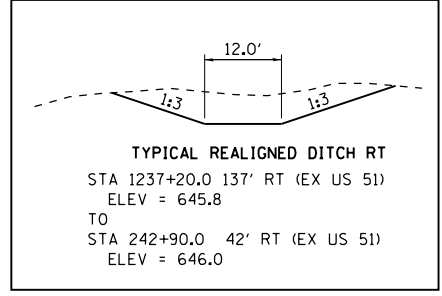 12.0'
1:3
1:3
TYPICAL REALIGNED DITCH RT
STA 1237+20.0 137' RT (EX US 51)
ELEV = 645.8
TO
STA 242+90.0 42' RT (EX US 51)
ELEV = 646.0